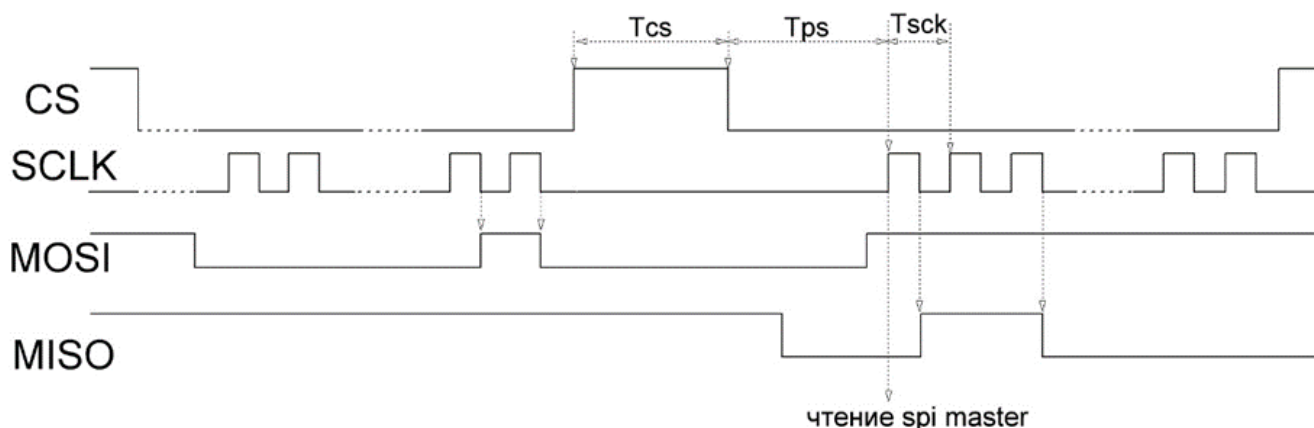 Tcs Tps Tsck
CS
SCLK
MOSI
MISO
чтение spi master